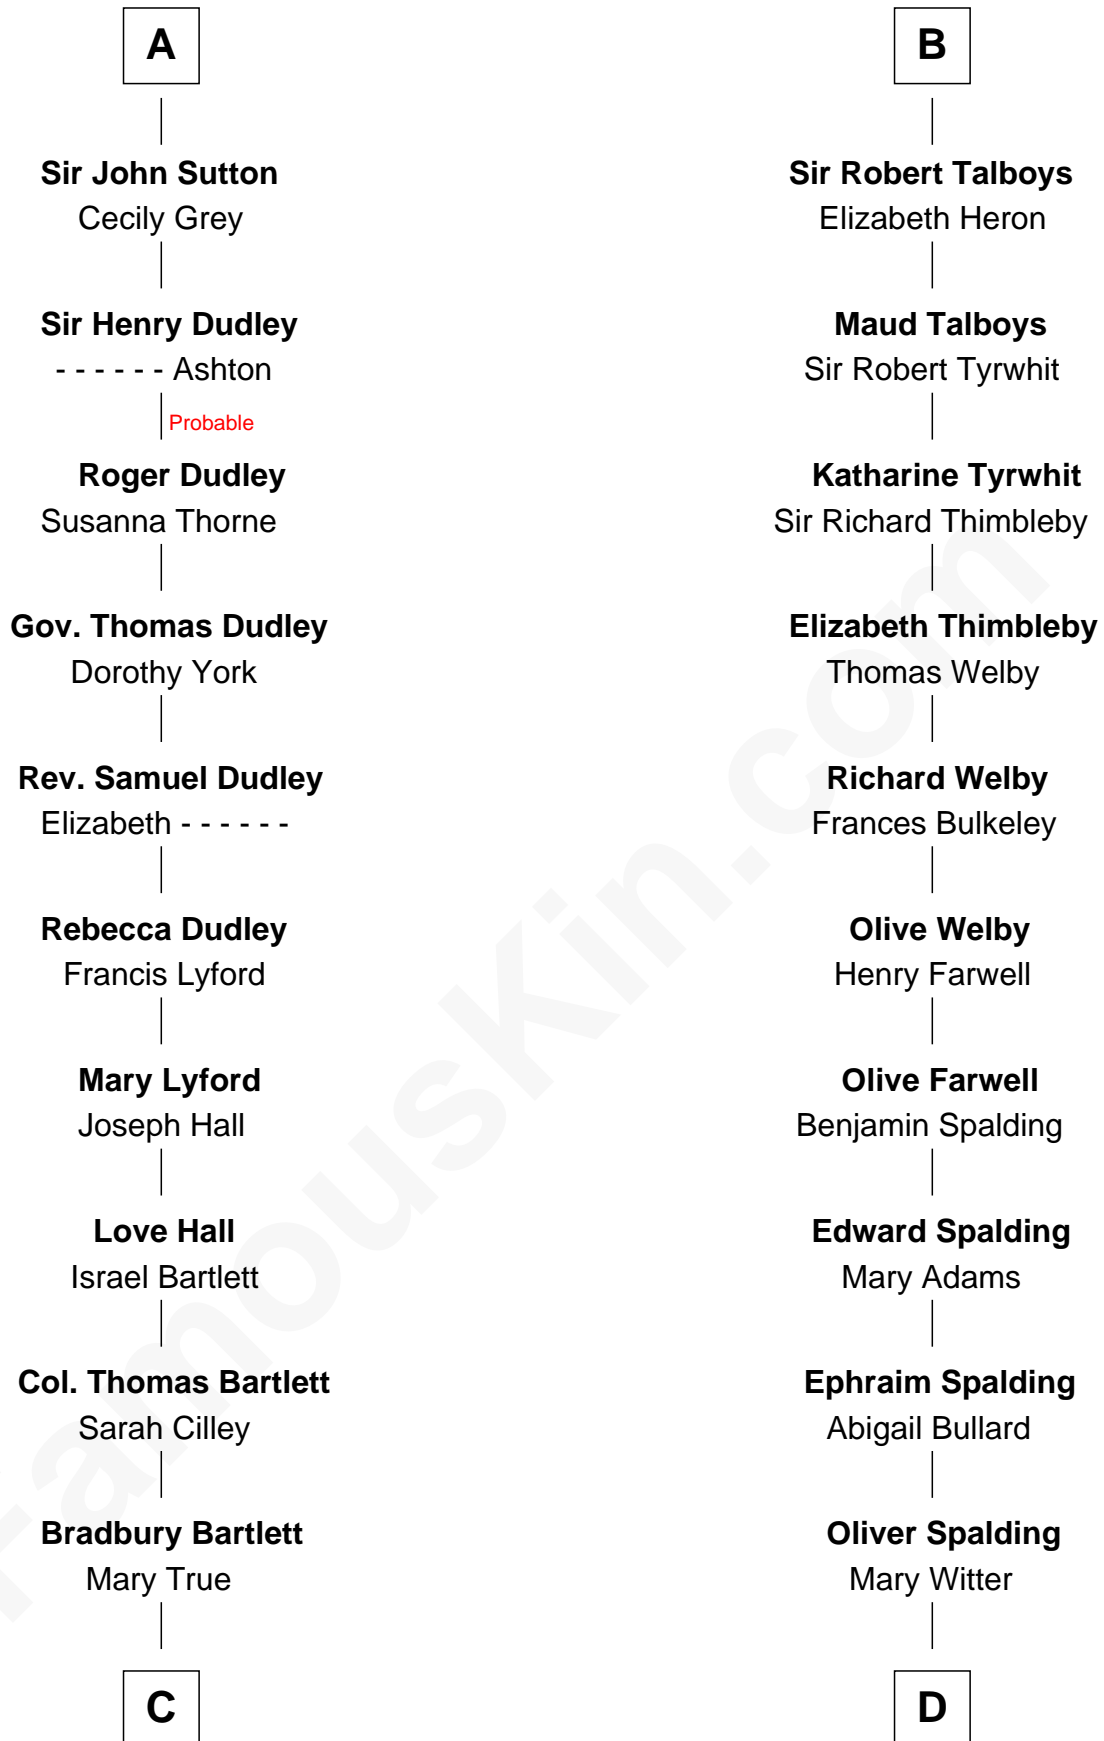 A
Sir John Sutton
Cecily Grey
Sir Henry Dudley
- - - - - - Ashton
Probable
Roger Dudley
Susanna Thorne
Gov. Thomas Dudley
Dorothy York
Rev. Samuel Dudley
Elizabeth - - - - - -
Rebecca Dudley
Francis Lyford
Mary Lyford
Joseph Hall
Love Hall
Israel Bartlett
Col. Thomas Bartlett
Sarah Cilley
Bradbury Bartlett
Mary True
C
B
Sir Robert Talboys
Elizabeth Heron
Maud Talboys
Sir Robert Tyrwhit
Katharine Tyrwhit
Sir Richard Thimbleby
Elizabeth Thimbleby
Thomas Welby
Richard Welby
Frances Bulkeley
Olive Welby
Henry Farwell
Olive Farwell
Benjamin Spalding
Edward Spalding
Mary Adams
Ephraim Spalding
Abigail Bullard
Oliver Spalding
Mary Witter
D
FamousKin.com